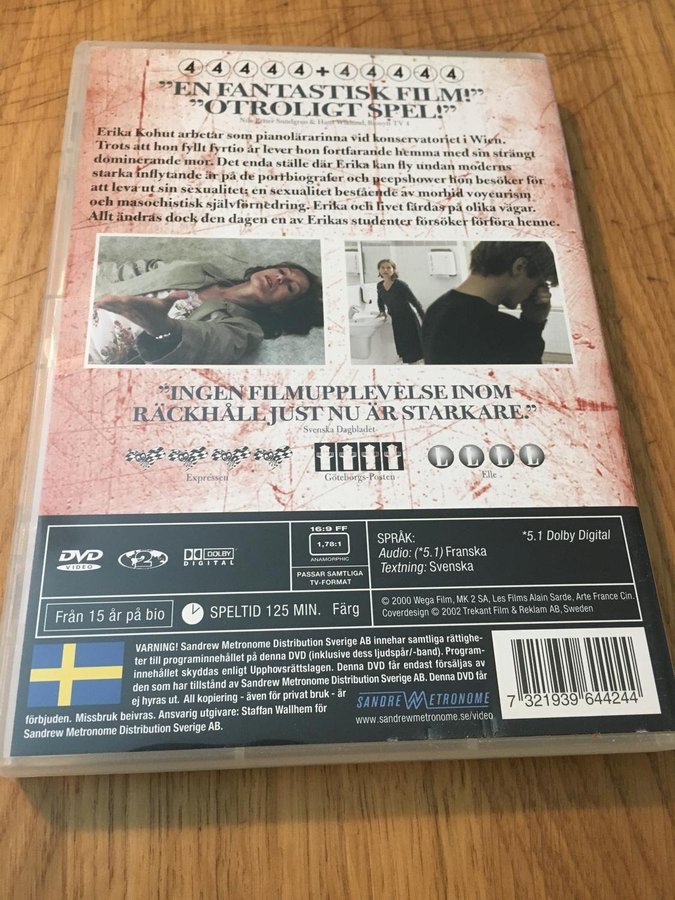 4 4 4 4 4 + 4 4 4 4 4
”EN FANTASTISK FILM!”
”OTROLIGT SPEL!”
Nils Petter Sundgren & Hans Wiklund, Bionytt TV 4
Erika Kohut arbetar som pianolärarinna vid konservatoriet i Wien.
Trots att hon fyllt fyrtio år lever hon fortfarande hemma med sin strängt
dominerande mor. Det enda ställe där Erika kan fly undan moderns
starka inflytande är på de porrbiografer och peepshower hon besöker för
att leva ut sin sexualitet; en sexualitet bestående av morbid voyeurism
och masochistisk självförnedring. Erika och livet färdas på olika vägar.
Allt ändras dock den dagen en av Erikas studenter försöker förföra henne.
”INGEN FILMUPPLEVELSE INOM
RÄCKHÅLL JUST NU ÄR STARKARE.”
Svenska Dagbladet
Expressen
Göteborgs-Posten
L L L L
Elle
DVD
VIDEO
2
DOLBY
DIGITAL
16:9 FF
1,78:1
ANAMORPHIC
PASSAR SAMTLIGA
TV-FORMAT
SPRÅK:
Audio: (*5.1) Franska
Textning: Svenska
*5.1 Dolby Digital
Från 15 år på bio
SPELTID 125 MIN. Färg
© 2000 Wega Film, MK 2 SA, Les Films Alain Sarde, Arte France Cin.
Coverdesign © 2002 Trekant Film & Reklam AB, Sweden
VARNING! Sandrew Metronome Distribution Sverige AB innehar samtliga rättighe-
ter till programinnehållet på denna DVD (inklusive dess ljudspår/-band). Program-
innehållet skyddas enligt Upphovsrättslagen. Denna DVD får endast försäljas av
den som har tillstånd av Sandrew Metronome Distribution Sverige AB. Denna DVD får
ej hyras ut. All kopiering - även för privat bruk - är
förbjuden. Missbruk beivras. Ansvarig utgivare: Staffan Wallhem för
Sandrew Metronome Distribution Sverige AB.
SANDREW METRONOME
www.sandrewmetronome.se/video
7 321939 644244